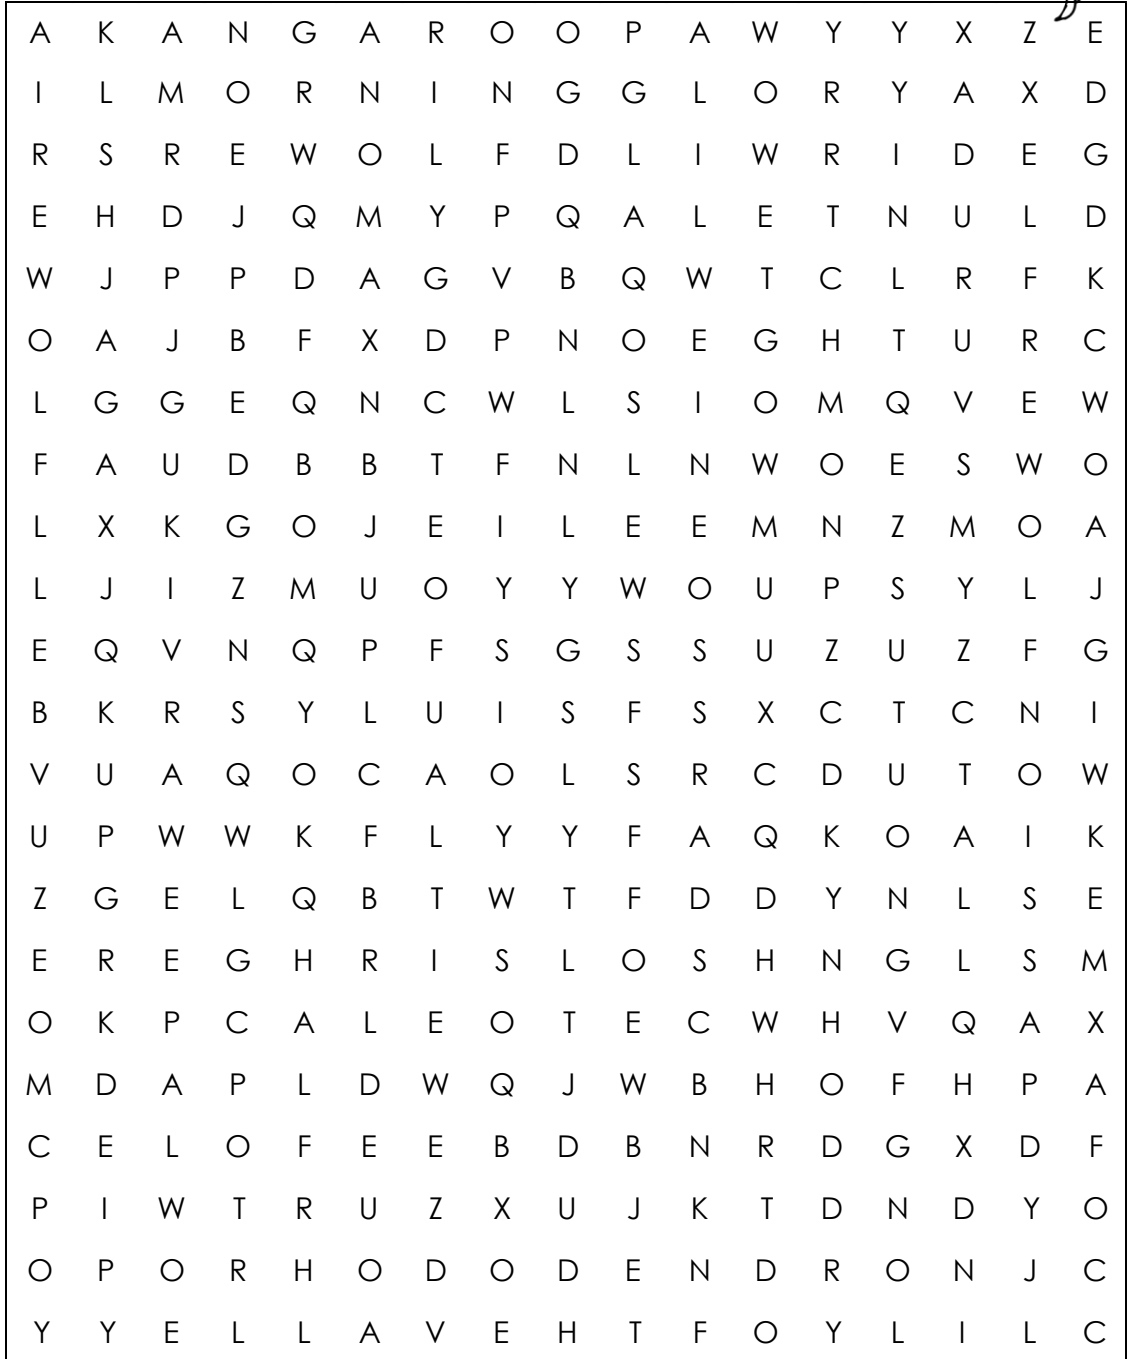 A K A N G A R O O P A W Y Y X Z E
I L M O R N I N G G L O R Y A X D
R S R E W O L F D L I W R I D E G
E H D J Q M Y P Q A L E T N U L D
W J P P D A G V B Q W T C L R F K
O A J B F X D P N O E G H T U R C
L G G E Q N C W L S I O M Q V E W
F A U D B B T F N L N W O E S W O
L X K G O J E I L E E M N Z M O A
L J I Z M U O Y Y W O U P S Y L J
E Q V N Q P F S G S S U Z U Z F G
B K R S Y L U I S F S X C T C N I
V U A Q O C A O L S R C D U T O W
U P W W K F L Y Y F A Q K O A I K
Z G E L Q B T W T F D D Y N L S E
E R E G H R I S L O S H N G L S M
O K P C A L E O T E C W H V Q A X
M D A P L D W Q J W B H O F H P A
C E L O F E E B D B N R D G X D F
P I W T R U Z X U J K T D N D Y O
O P O R H O D O D E N D R O N J C
Y Y E L L A V E H T F O Y L I L C